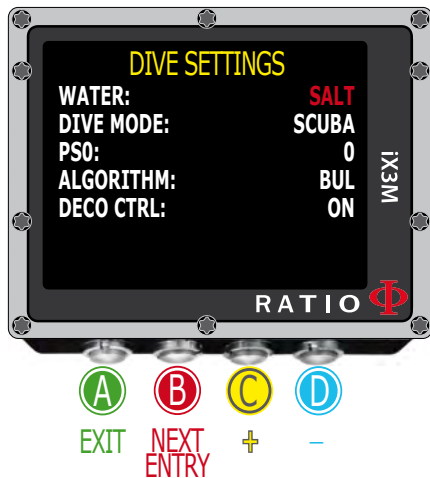 DIVE SETTINGS
WATER: SALT
DIVE MODE: SCUBA
PS0: 0
ALGORITHM: BUL
DECO CTRL: ON
iX3M
RATIO Φ
A B C D
EXIT NEXT ENTRY + -